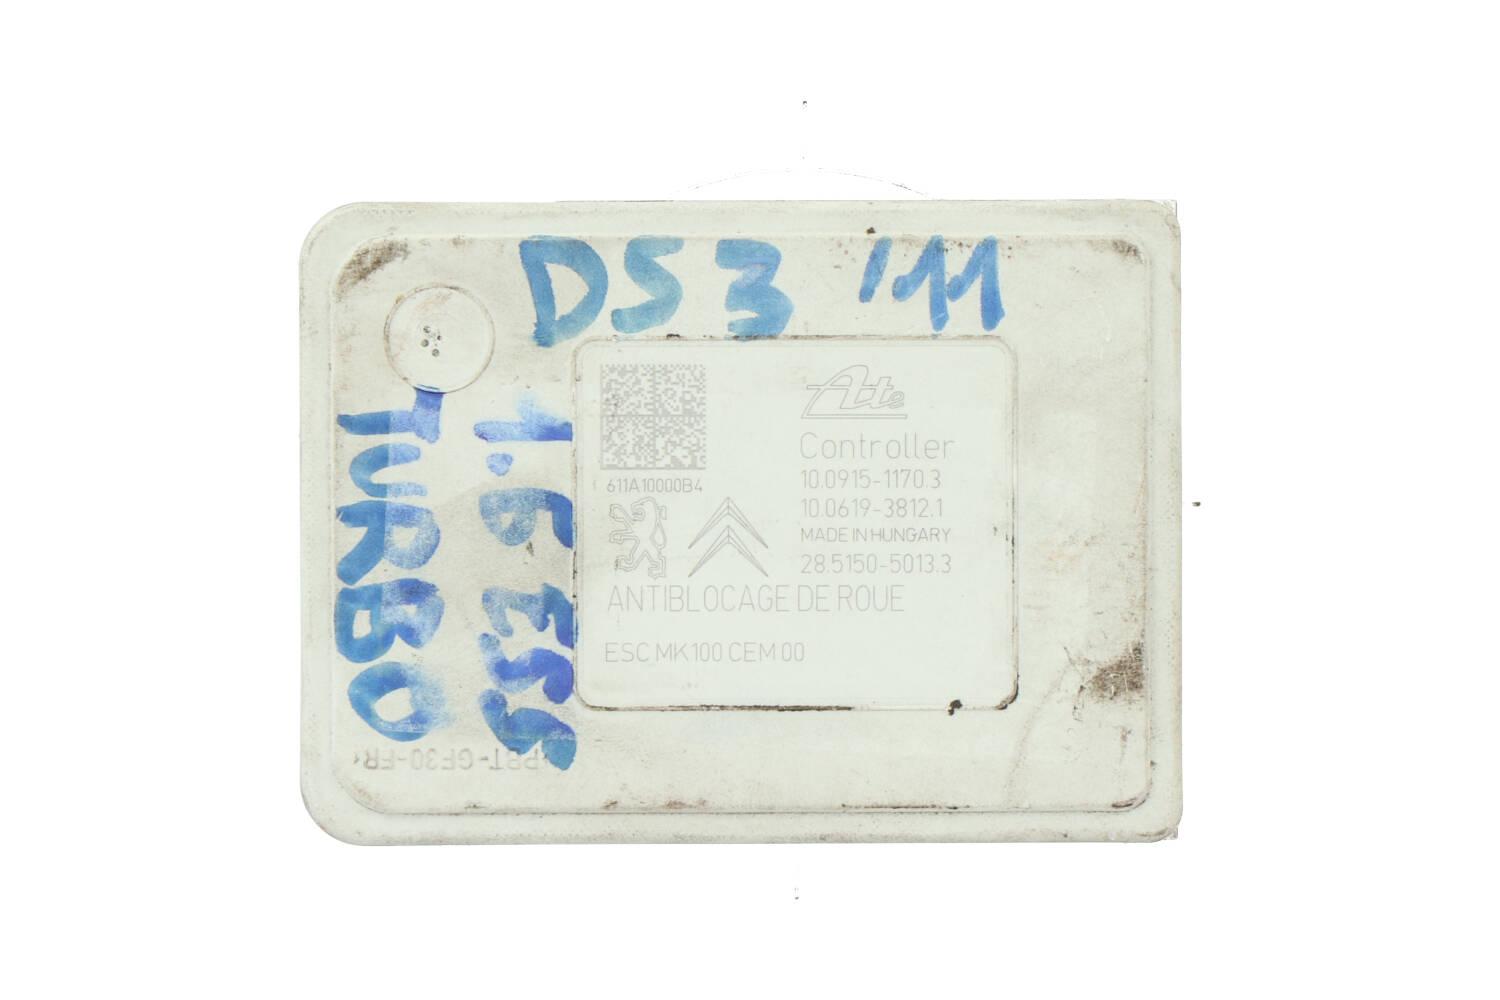 DS3 '11
TURBO
1.6 ESS
Ate
Controller
10.0915-1170.3
10.0619-3812.1
MADE IN HUNGARY
28.5150-5013.3
611A10000B4
ANTIBLOCAGE DE ROUE
ESC MK100 CEM 00
>PBT-GF30-FR<